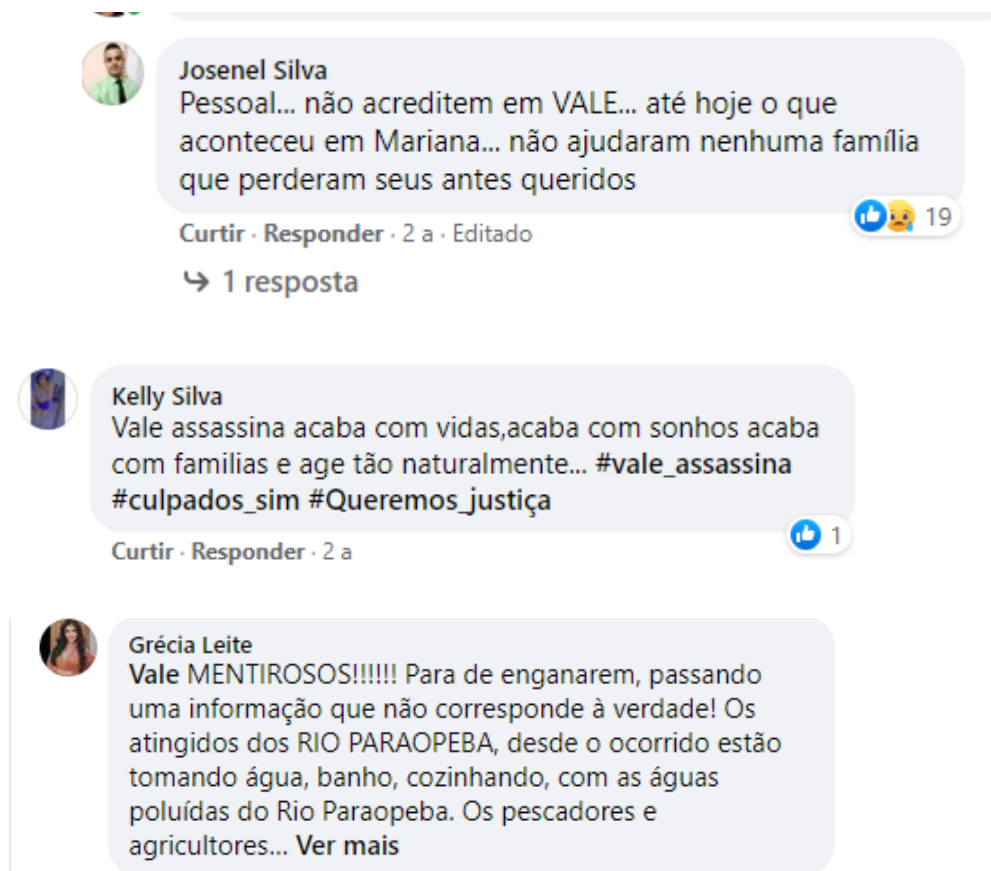 Josenel Silva
Pessoal... não acreditem em VALE... até hoje o que
aconteceu em Mariana... não ajudaram nenhuma família
que perderam seus antes queridos
19
Curtir · Responder · 2 a · Editado
1 resposta
Kelly Silva
Vale assassina acaba com vidas,acaba com sonhos acaba
com familias e age tão naturalmente... #vale_assassina
#culpados_sim #Queremos_justiça
1
Curtir · Responder · 2 a
Grécia Leite
Vale MENTIROSOS!!!!!! Para de enganarem, passando
uma informação que não corresponde à verdade! Os
atingidos dos RIO PARAOPEBA, desde o ocorrido estão
tomando água, banho, cozinhando, com as águas
poluídas do Rio Paraopeba. Os pescadores e
agricultores... Ver mais